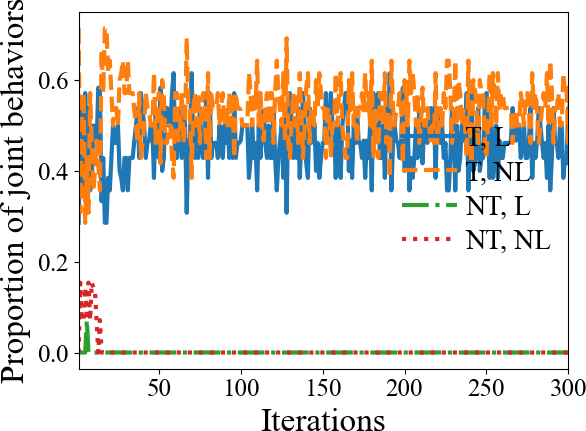 Proportion of joint behaviors
0.6
0.4
0.2
0.0
T, L
T, NL
NT, L
NT, NL
50 100 150 200 250 300
Iterations